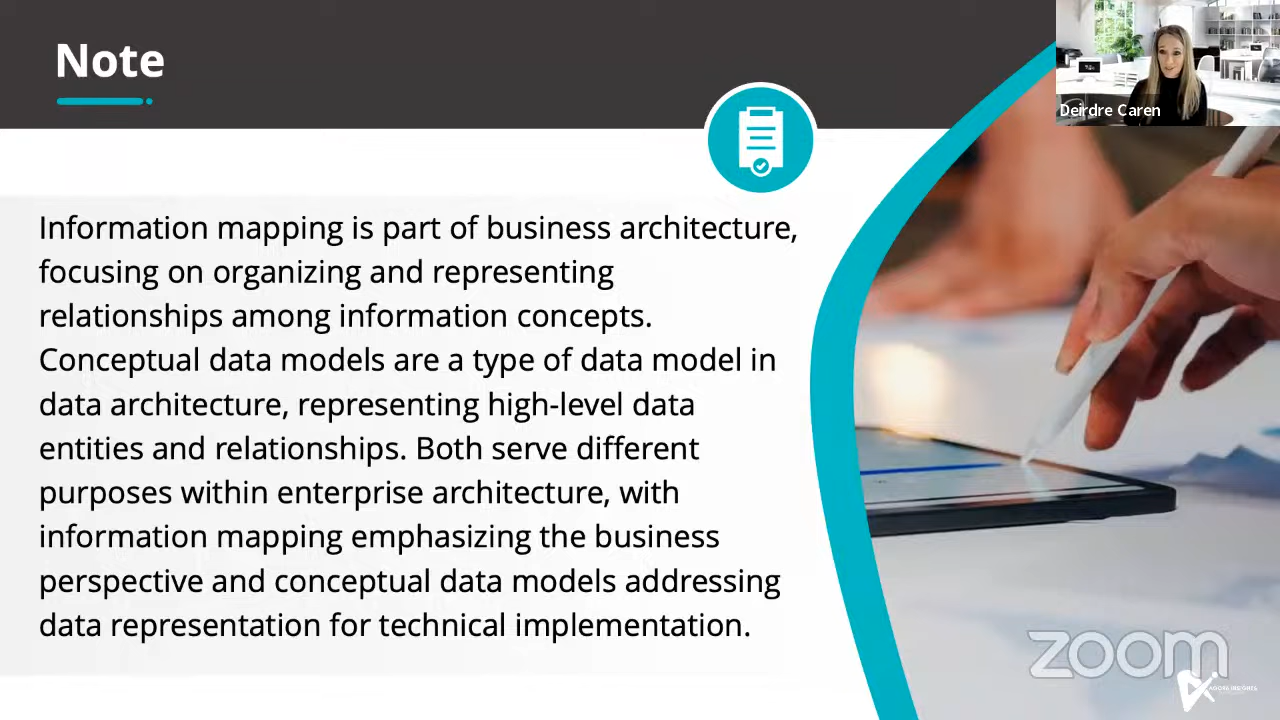 Note
Deirdre Caren
Information mapping is part of business architecture,
focusing on organizing and representing
relationships among information concepts.
Conceptual data models are a type of data model in
data architecture, representing high-level data
entities and relationships. Both serve different
purposes within enterprise architecture, with
information mapping emphasizing the business
perspective and conceptual data models addressing
data representation for technical implementation.
zoom